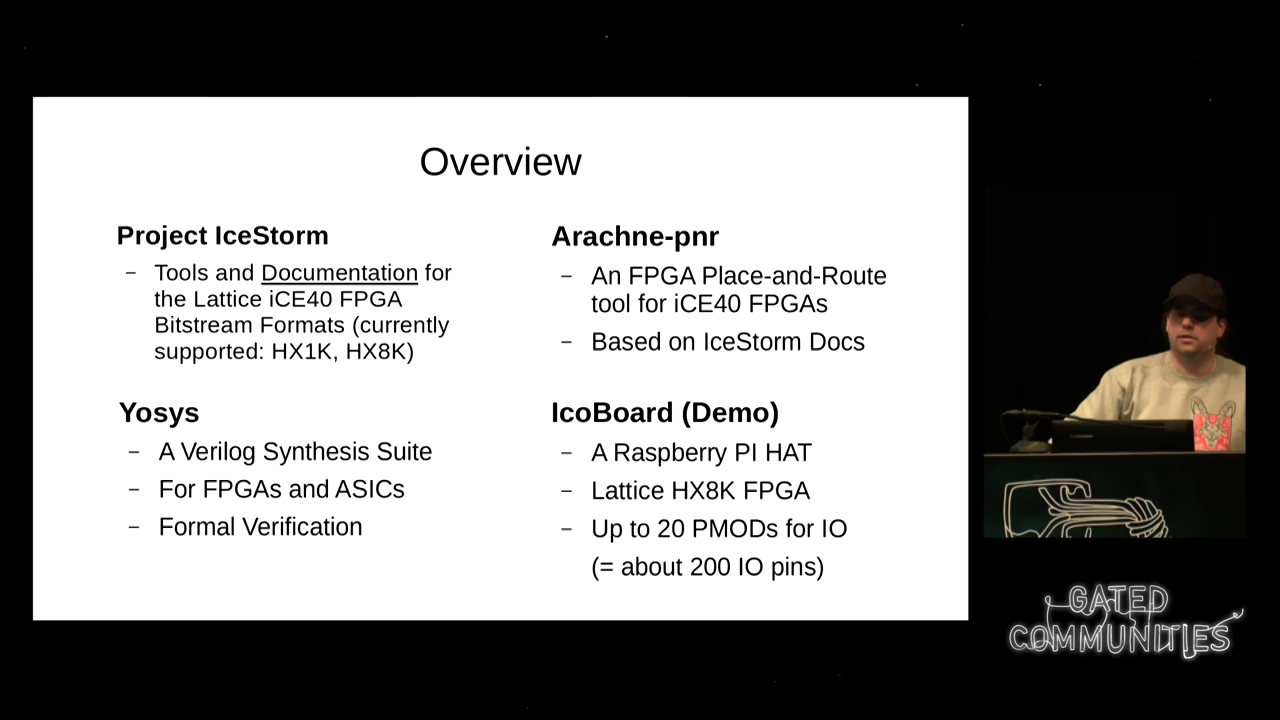 Overview
Project IceStorm
– Tools and Documentation for
the Lattice iCE40 FPGA
Bitstream Formats (currently
supported: HX1K, HX8K)
Yosys
– A Verilog Synthesis Suite
– For FPGAs and ASICs
– Formal Verification
Arachne-pnr
– An FPGA Place-and-Route
tool for iCE40 FPGAs
– Based on IceStorm Docs
IcoBoard (Demo)
– A Raspberry PI HAT
– Lattice HX8K FPGA
– Up to 20 PMODs for IO
(= about 200 IO pins)
GATED
COMMUNITIES